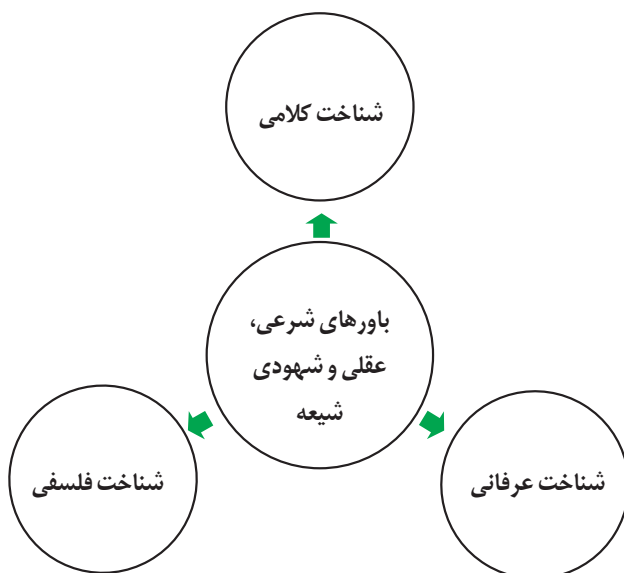 شناخت کلامی
باورهای شرعی،
عقلی و شهودی
شیعه
شناخت عرفانی
شناخت فلسفی